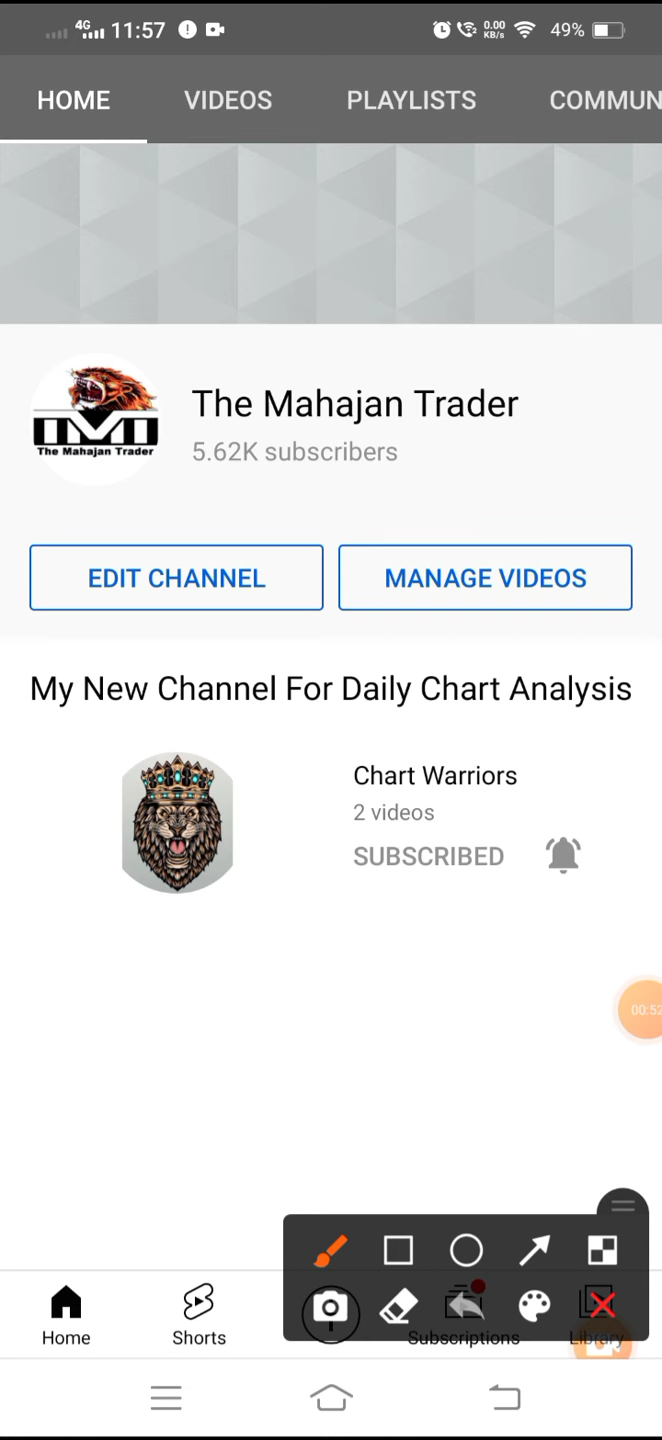 4G 11:57 0.00 KB/s 49%
HOME VIDEOS PLAYLISTS COMMUN
The Mahajan Trader
The Mahajan Trader
5.62K subscribers
EDIT CHANNEL MANAGE VIDEOS
My New Channel For Daily Chart Analysis
Chart Warriors
2 videos
SUBSCRIBED
00:52
Home Shorts Subscriptions Library